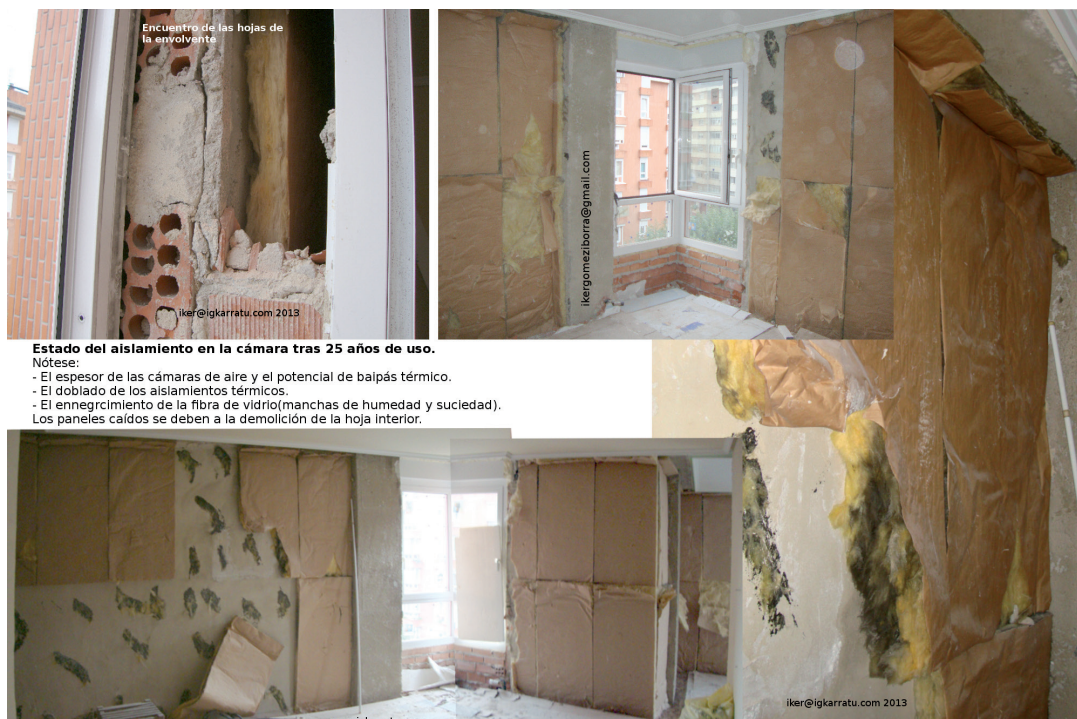 Encuentro de las hojas de
la envolvente
iker@igkarratu.com 2013
ikergomeziborra@gmail.com
Estado del aislamiento en la cámara tras 25 años de uso.
Nótese:
- El espesor de las cámaras de aire y el potencial de baipás térmico.
- El doblado de los aislamientos térmicos.
- El ennegrcimiento de la fibra de vidrio(manchas de humedad y suciedad).
Los paneles caídos se deben a la demolición de la hoja interior.
iker@igkarratu.com 2013